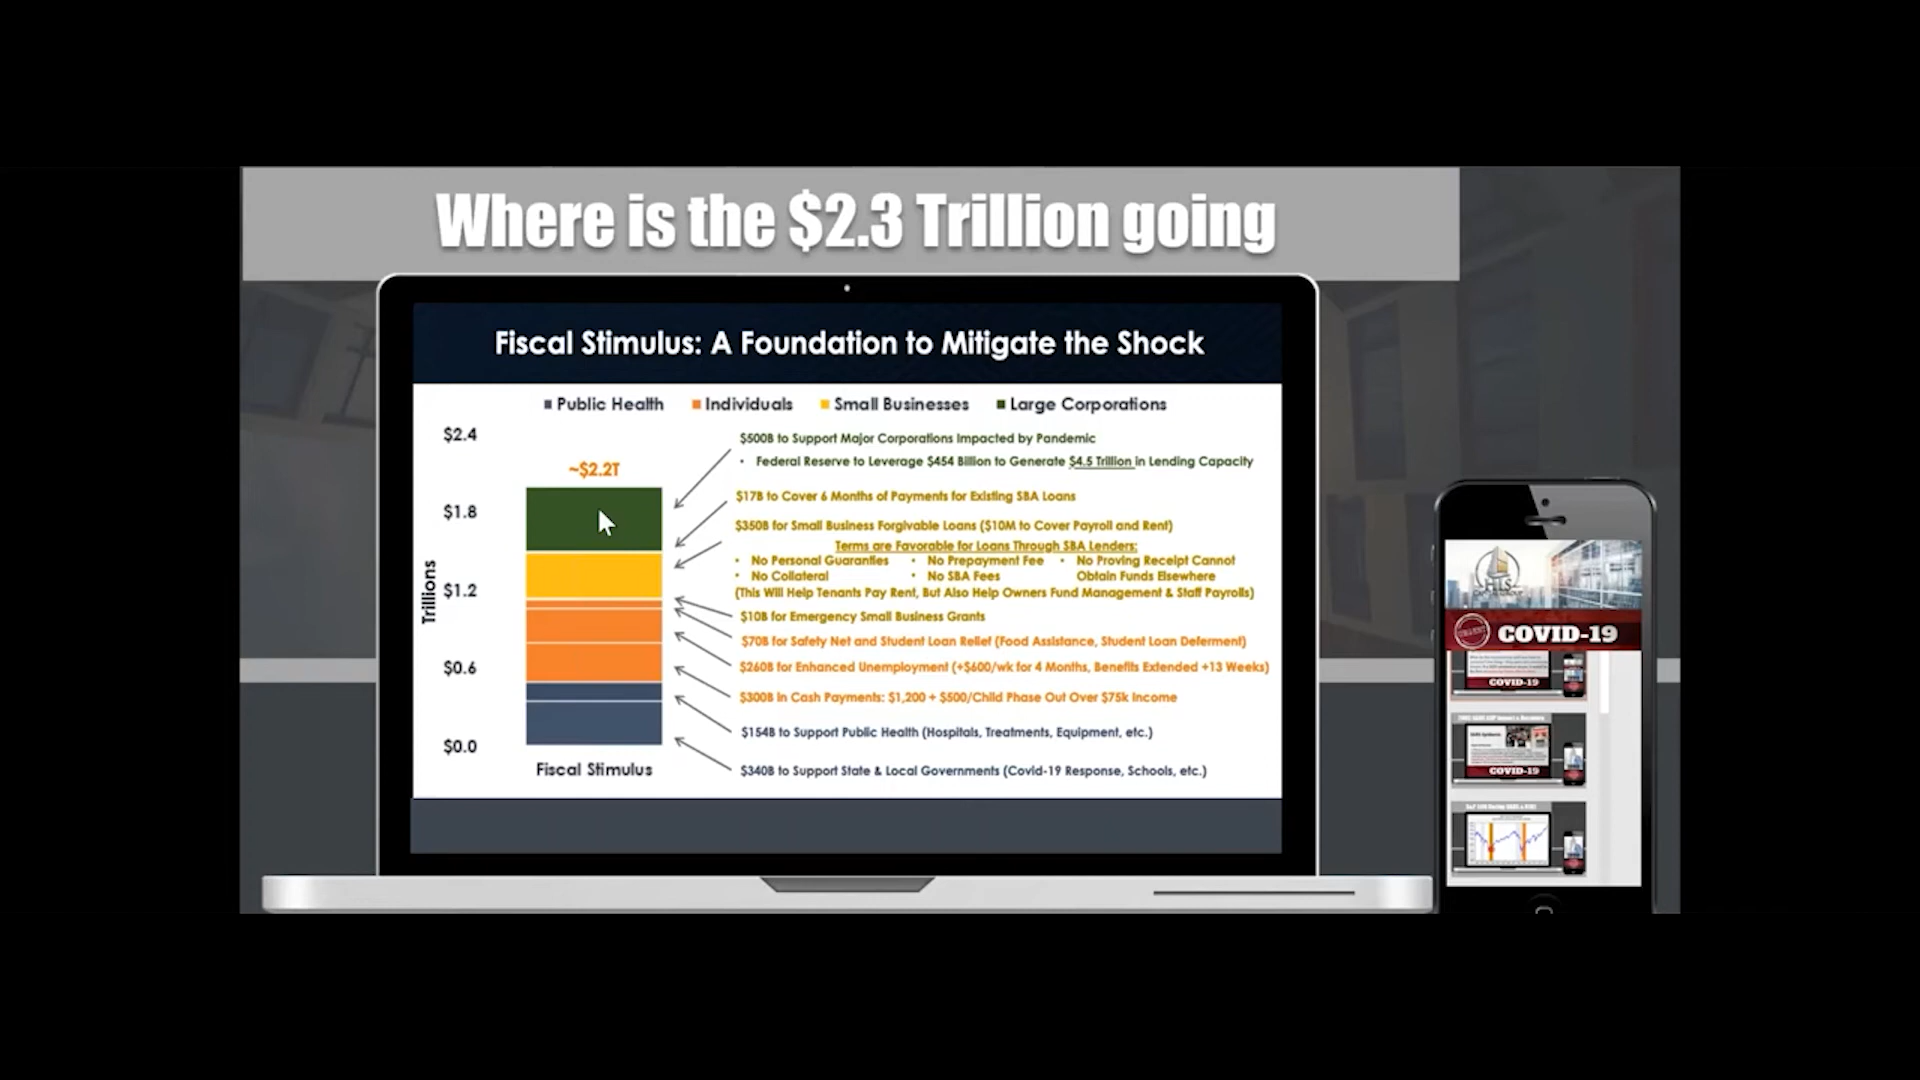 Where is the $2.3 Trillion going
Fiscal Stimulus: A Foundation to Mitigate the Shock
Public Health Individuals Small Businesses Large Corporations
$2.4
$1.8
$1.2
$0.6
$0.0
Trillions
~$2.2T
Fiscal Stimulus
$500B to Support Major Corporations Impacted by Pandemic
• Federal Reserve to Leverage $454 Billion to Generate $4.5 Trillion in Lending Capacity
$17B to Cover 6 Months of Payments for Existing SBA Loans
$350B for Small Business Forgivable Loans ($10M to Cover Payroll and Rent)
Terms are Favorable for Loans Through SBA Lenders:
• No Personal Guaranties • No Prepayment Fee • No Proving Receipt Cannot
• No Collateral • No SBA Fees Obtain Funds Elsewhere
(This Will Help Tenants Pay Rent, But Also Help Owners Fund Management & Staff Payrolls)
$10B for Emergency Small Business Grants
$70B for Safety Net and Student Loan Relief (Food Assistance, Student Loan Deferment)
$260B for Enhanced Unemployment (+$600/wk for 4 Months, Benefits Extended +13 Weeks)
$300B in Cash Payments: $1,200 + $500/Child Phase Out Over $75k Income
$154B to Support Public Health (Hospitals, Treatments, Equipment, etc.)
$340B to Support State & Local Governments (Covid-19 Response, Schools, etc.)
COVID-19
COVID-19
COVID-19